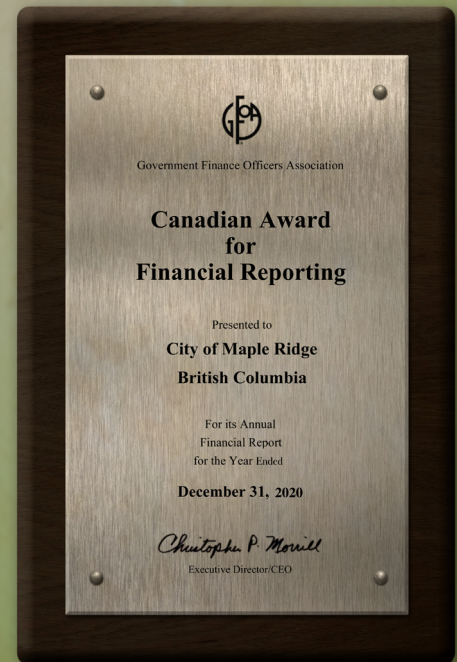 GFOA
Government Finance Officers Association
Canadian Award
for
Financial Reporting
Presented to
City of Maple Ridge
British Columbia
For its Annual
Financial Report
for the Year Ended
December 31, 2020
Christopher P. Morrill
Executive Director/CEO